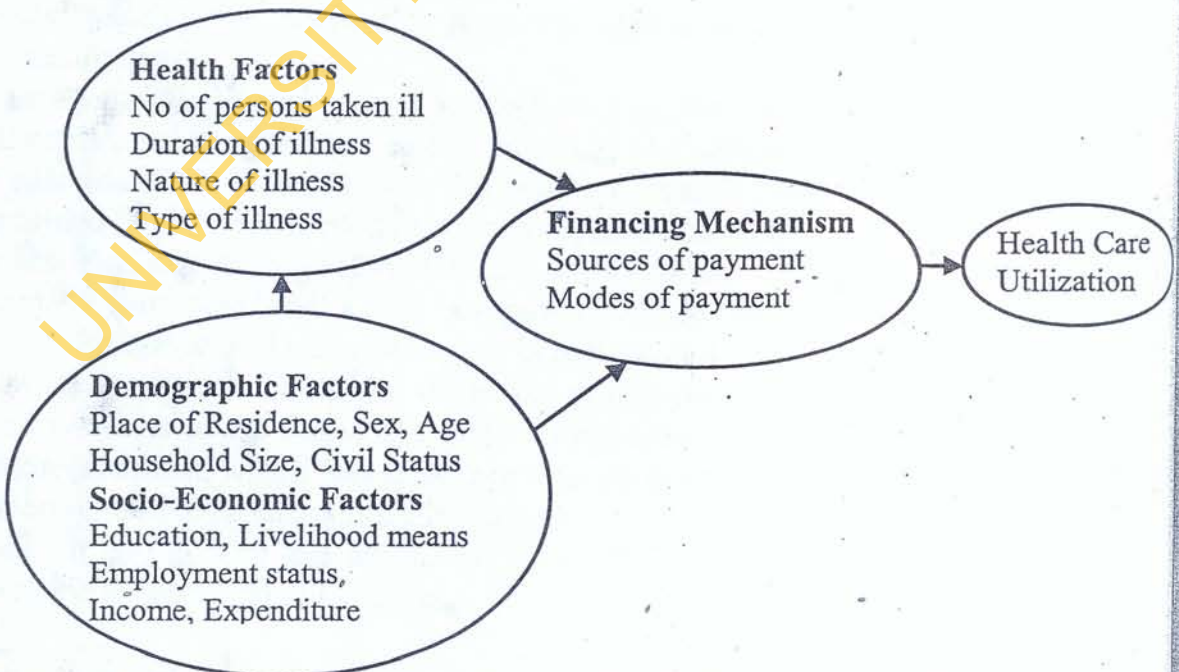 Health Factors
No of persons taken ill
Duration of illness
Nature of illness
Type of illness
Financing Mechanism
Sources of payment
Modes of payment
Health Care
Utilization
Demographic Factors
Place of Residence, Sex, Age
Household Size, Civil Status
Socio-Economic Factors
Education, Livelihood means
Employment status,
Income, Expenditure
UNIVERSIT